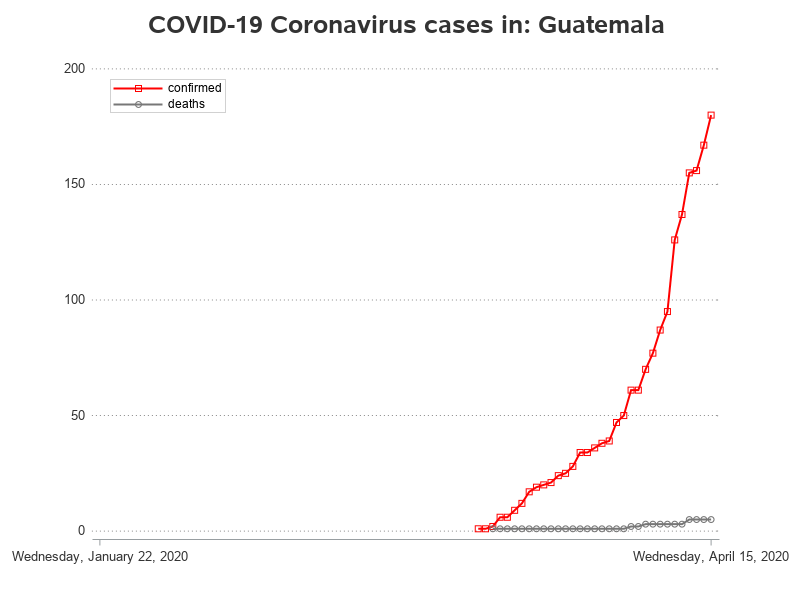 COVID-19 Coronavirus cases in: Guatemala
200
confirmed
deaths
150
100
50
0
Wednesday, January 22, 2020 Wednesday, April 15, 2020